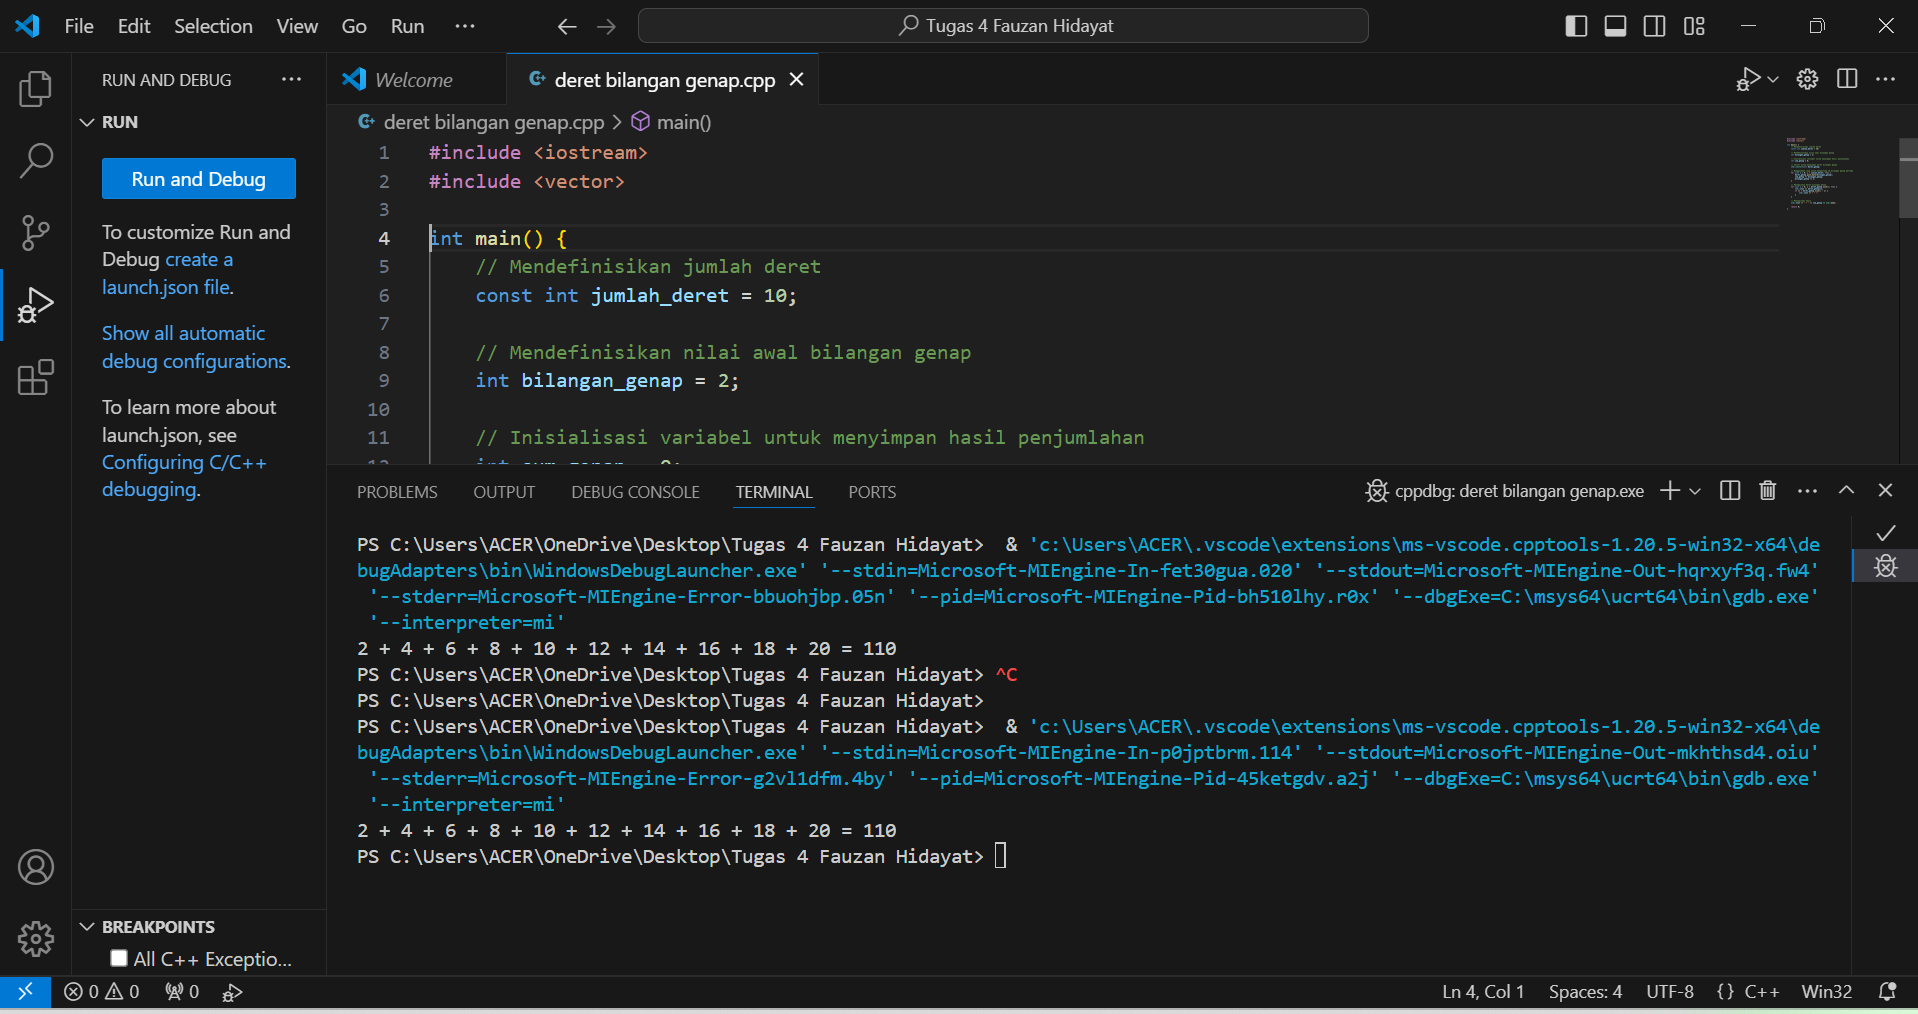 File Edit Selection View Go Run ···
Tugas 4 Fauzan Hidayat
RUN AND DEBUG ···
RUN
Run and Debug
To customize Run and
Debug create a
launch.json file.
Show all automatic
debug configurations.
To learn more about
launch.json, see
Configuring C/C++
debugging.
BREAKPOINTS
All C++ Exceptio...
Welcome
deret bilangan genap.cpp
deret bilangan genap.cpp > main()
1 #include <iostream>
2 #include <vector>
3
4 int main() {
5 // Mendefinisikan jumlah deret
6 const int jumlah_deret = 10;
7
8 // Mendefinisikan nilai awal bilangan genap
9 int bilangan_genap = 2;
10
11 // Inisialisasi variabel untuk menyimpan hasil penjumlahan
PROBLEMS OUTPUT DEBUG CONSOLE TERMINAL PORTS
cppdbg: deret bilangan genap.exe
PS C:\Users\ACER\OneDrive\Desktop\Tugas 4 Fauzan Hidayat>  & 'c:\Users\ACER\.vscode\extensions\ms-vscode.cpptools-1.20.5-win32-x64\de
bugAdapters\bin\WindowsDebugLauncher.exe' '--stdin=Microsoft-MIEngine-In-fet30gua.020' '--stdout=Microsoft-MIEngine-Out-hqrxyf3q.fw4'
'--stderr=Microsoft-MIEngine-Error-bbuohjbp.05n' '--pid=Microsoft-MIEngine-Pid-bh510lhy.r0x' '--dbgExe=C:\msys64\ucrt64\bin\gdb.exe'
'--interpreter=mi'
2 + 4 + 6 + 8 + 10 + 12 + 14 + 16 + 18 + 20 = 110
PS C:\Users\ACER\OneDrive\Desktop\Tugas 4 Fauzan Hidayat> ^C
PS C:\Users\ACER\OneDrive\Desktop\Tugas 4 Fauzan Hidayat>
PS C:\Users\ACER\OneDrive\Desktop\Tugas 4 Fauzan Hidayat>  & 'c:\Users\ACER\.vscode\extensions\ms-vscode.cpptools-1.20.5-win32-x64\de
bugAdapters\bin\WindowsDebugLauncher.exe' '--stdin=Microsoft-MIEngine-In-p0jptbrm.114' '--stdout=Microsoft-MIEngine-Out-mkhthsd4.oiu'
'--stderr=Microsoft-MIEngine-Error-g2vl1dfm.4by' '--pid=Microsoft-MIEngine-Pid-45ketgdv.a2j' '--dbgExe=C:\msys64\ucrt64\bin\gdb.exe'
'--interpreter=mi'
2 + 4 + 6 + 8 + 10 + 12 + 14 + 16 + 18 + 20 = 110
PS C:\Users\ACER\OneDrive\Desktop\Tugas 4 Fauzan Hidayat>
0 0 0 Ln 4, Col 1 Spaces: 4 UTF-8 {} C++ Win32